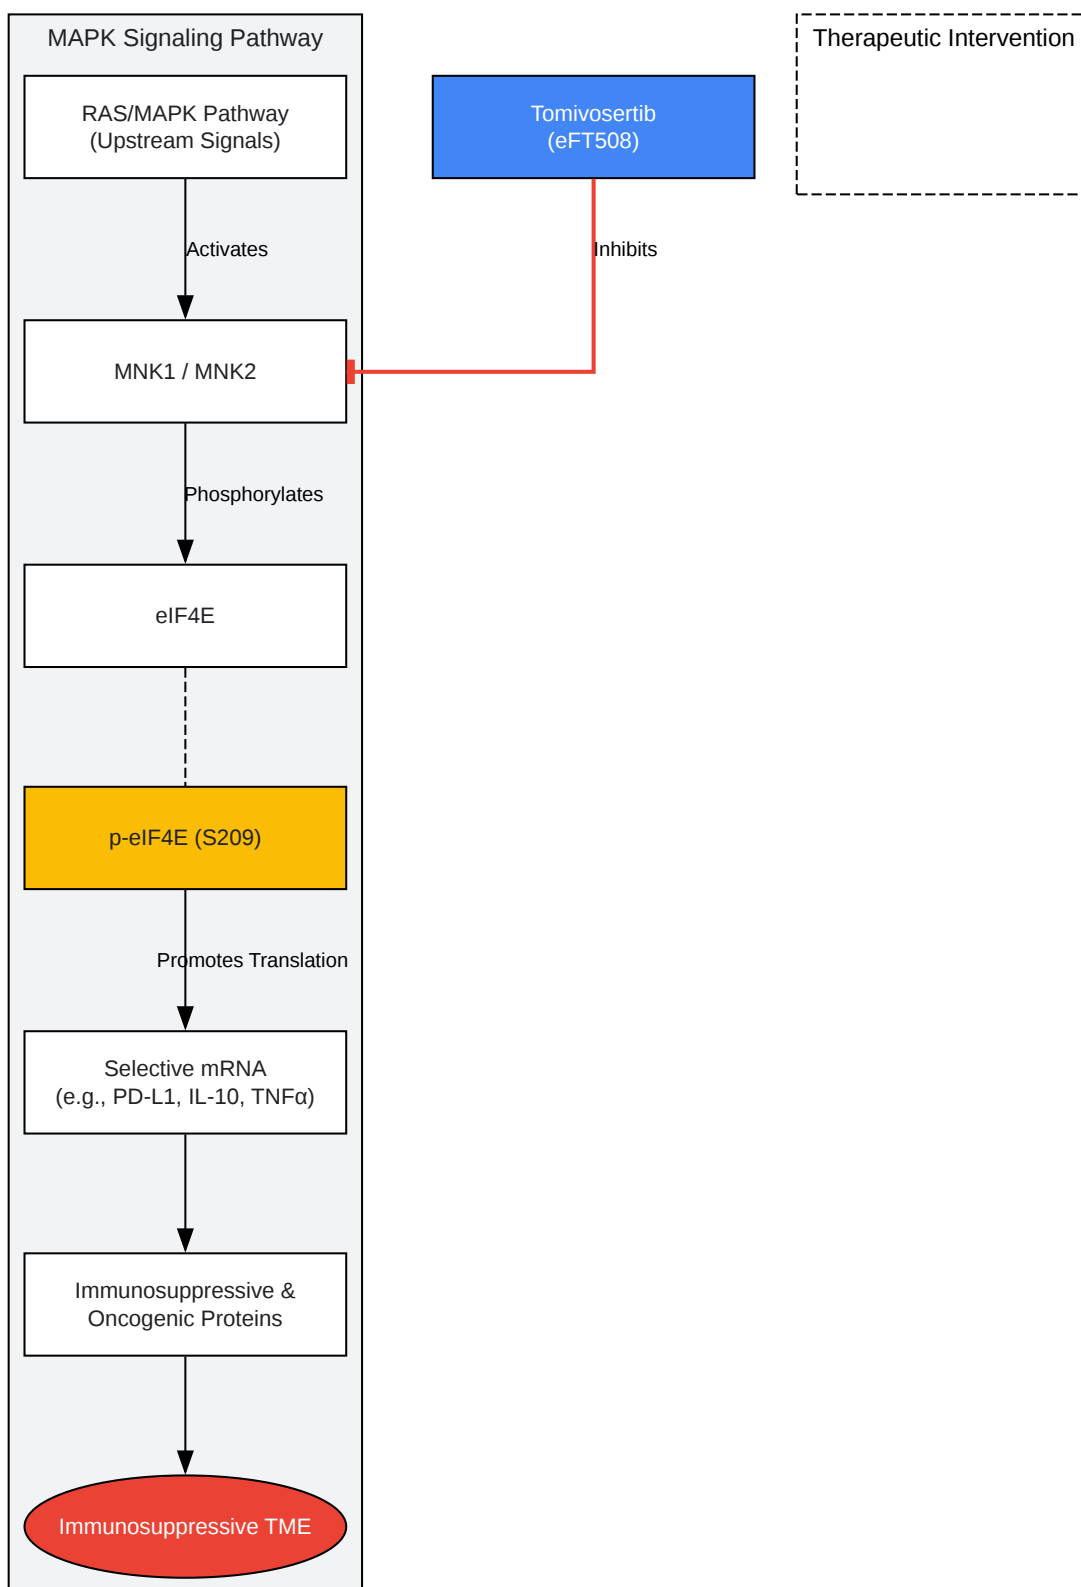 MAPK Signaling Pathway
Therapeutic Intervention
RAS/MAPK Pathway
(Upstream Signals)
Tomivosertib
(eFT508)
Activates
Inhibits
MNK1 / MNK2
Phosphorylates
eIF4E
p-eIF4E (S209)
Promotes Translation
Selective mRNA
(e.g., PD-L1, IL-10, TNFα)
Immunosuppressive &
Oncogenic Proteins
Immunosuppressive TME